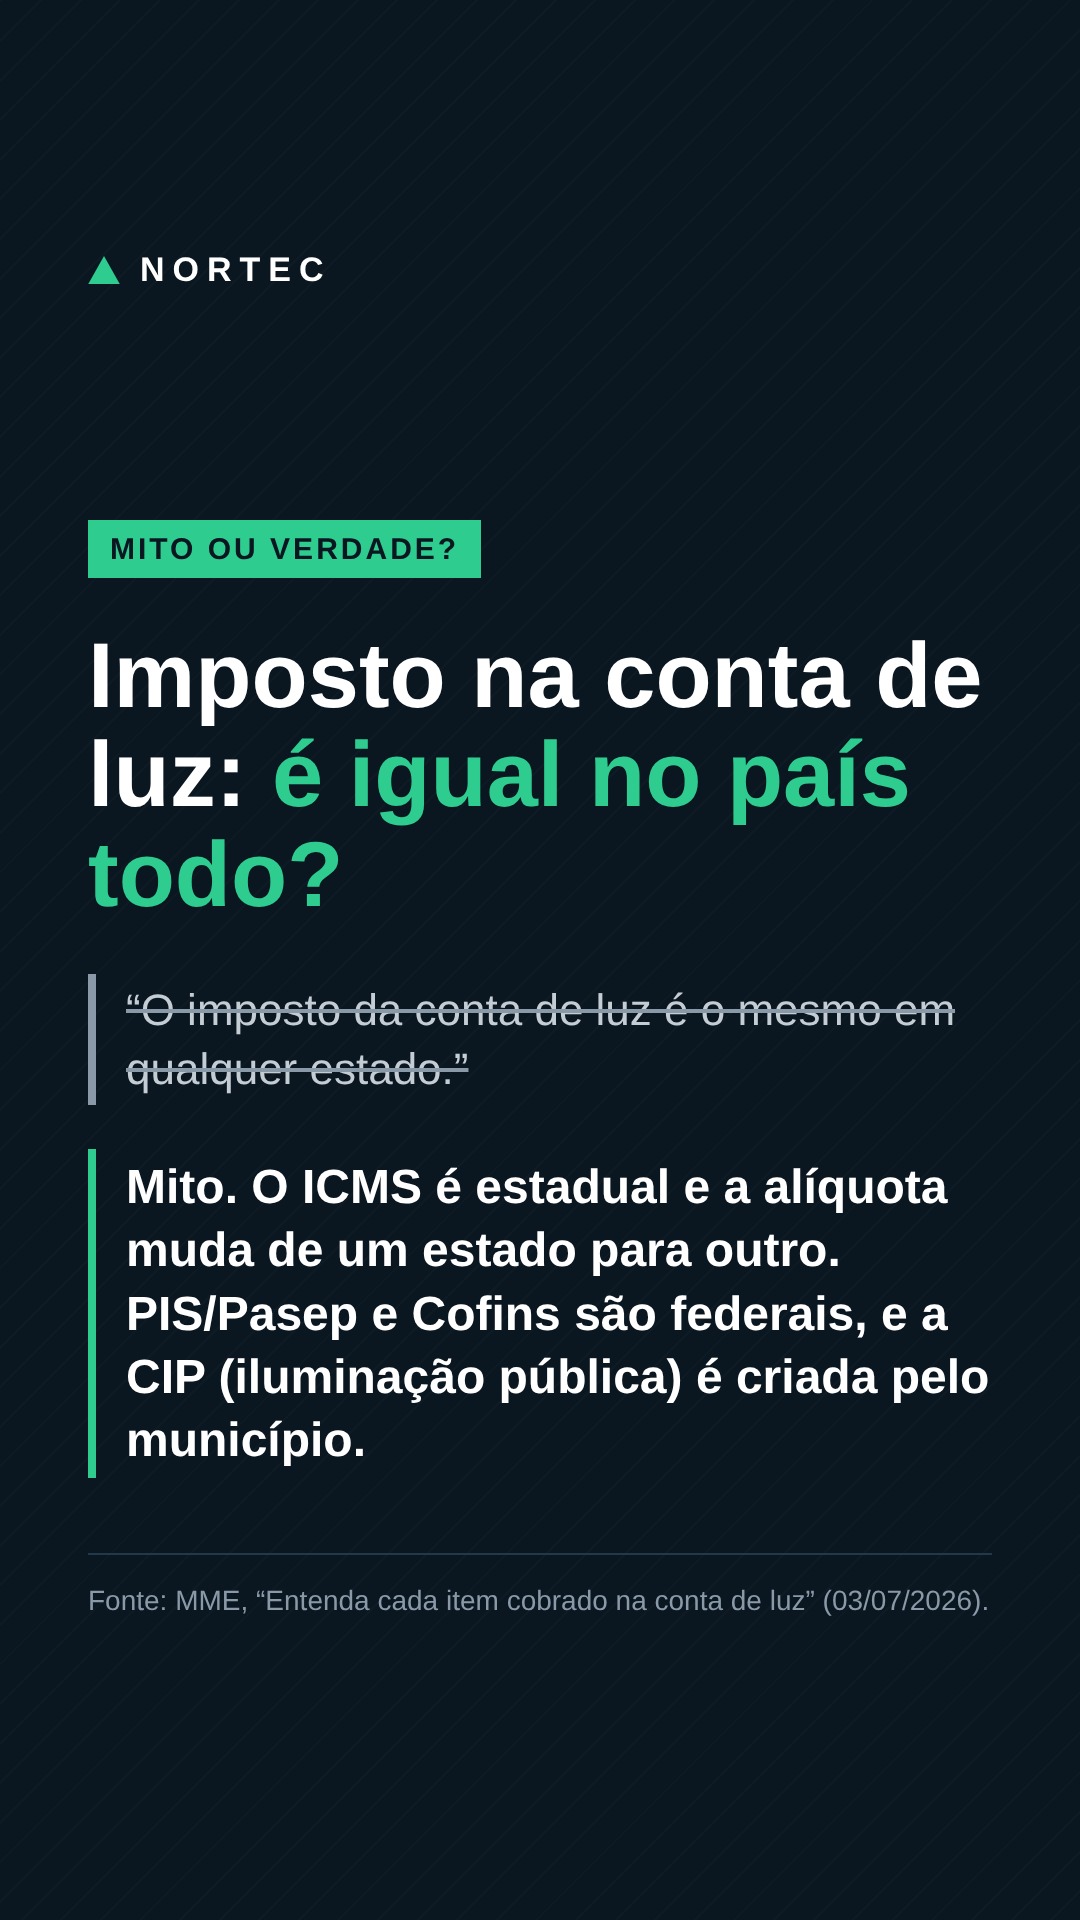 NORTEC
MITO OU VERDADE?
Imposto na conta de
luz: é igual no país
todo?
“O imposto da conta de luz é o mesmo em
qualquer estado.”
Mito. O ICMS é estadual e a alíquota
muda de um estado para outro.
PIS/Pasep e Cofins são federais, e a
CIP (iluminação pública) é criada pelo
município.
Fonte: MME, “Entenda cada item cobrado na conta de luz” (03/07/2026).